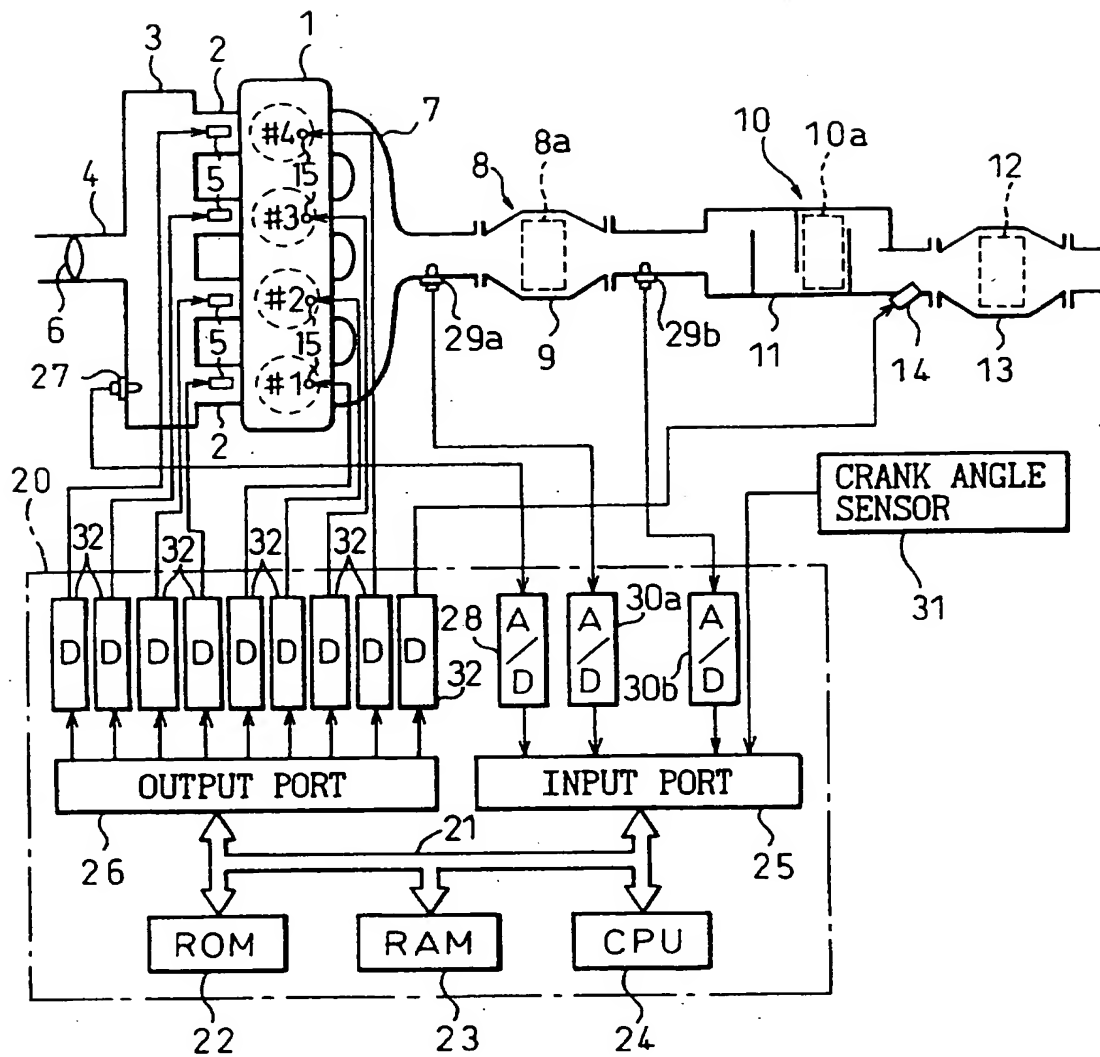 3 2 1
7 10 10a
#4 8 8a 12
4 5 15
#3
#2
6 5 15 29a 9 29b 11 14 13
27 #1
2
20
CRANK ANGLE
SENSOR
32 32 32 32
31
D D D D D D D D D
32
28 A/D
30a A/D
30b A/D
OUTPUT PORT INPUT PORT
26 21 25
ROM RAM CPU
22 23 24